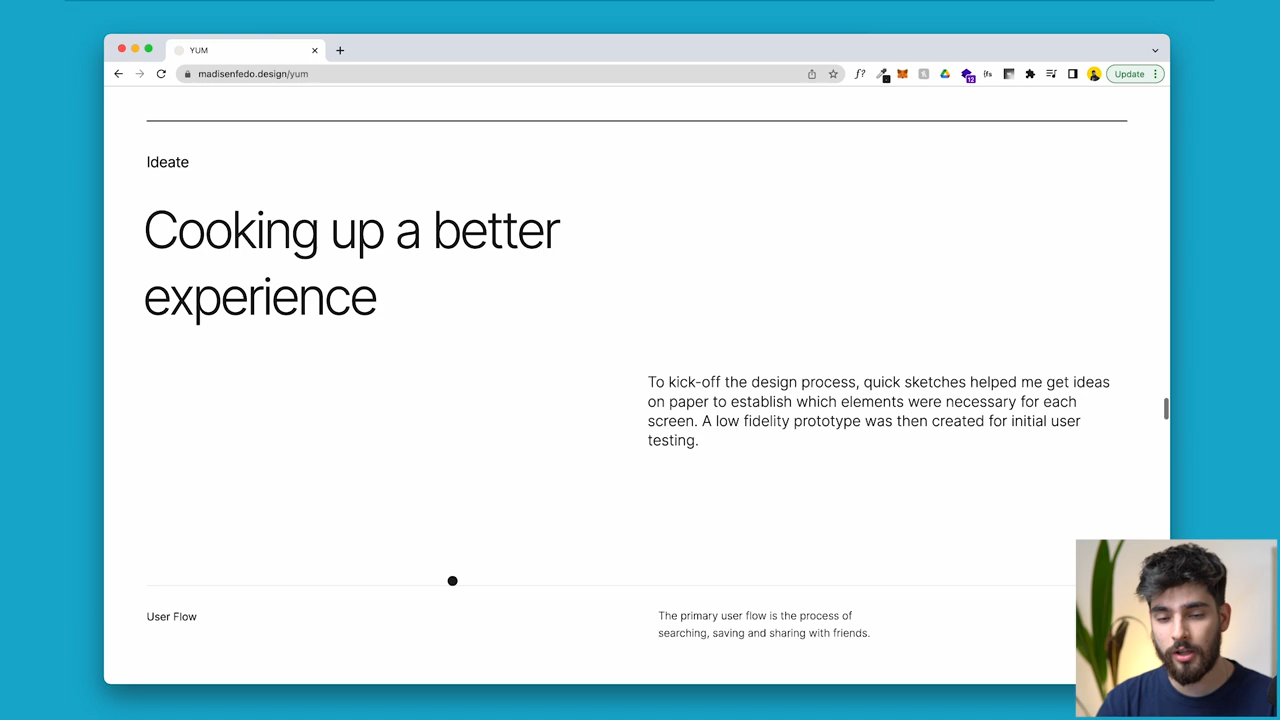 YUM
madisenfedo.design/yum
f?
Update
12
Ideate
Cooking up a better
experience
To kick-off the design process, quick sketches helped me get ideas
on paper to establish which elements were necessary for each
screen. A low fidelity prototype was then created for initial user
testing.
User Flow
The primary user flow is the process of
searching, saving and sharing with friends.